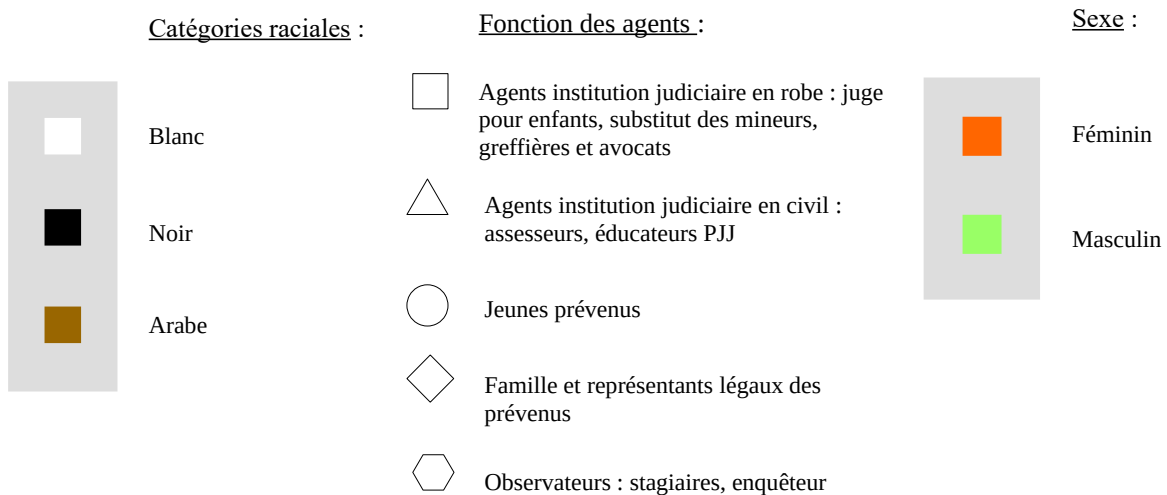 Catégories raciales :
Blanc
Noir
Arabe
Fonction des agents :
Agents institution judiciaire en robe : juge
pour enfants, substitut des mineurs,
greffières et avocats
Agents institution judiciaire en civil :
assesseurs, éducateurs PJJ
Jeunes prévenus
Famille et représentants légaux des
prévenus
Observateurs : stagiaires, enquêteur
Sexe :
Féminin
Masculin